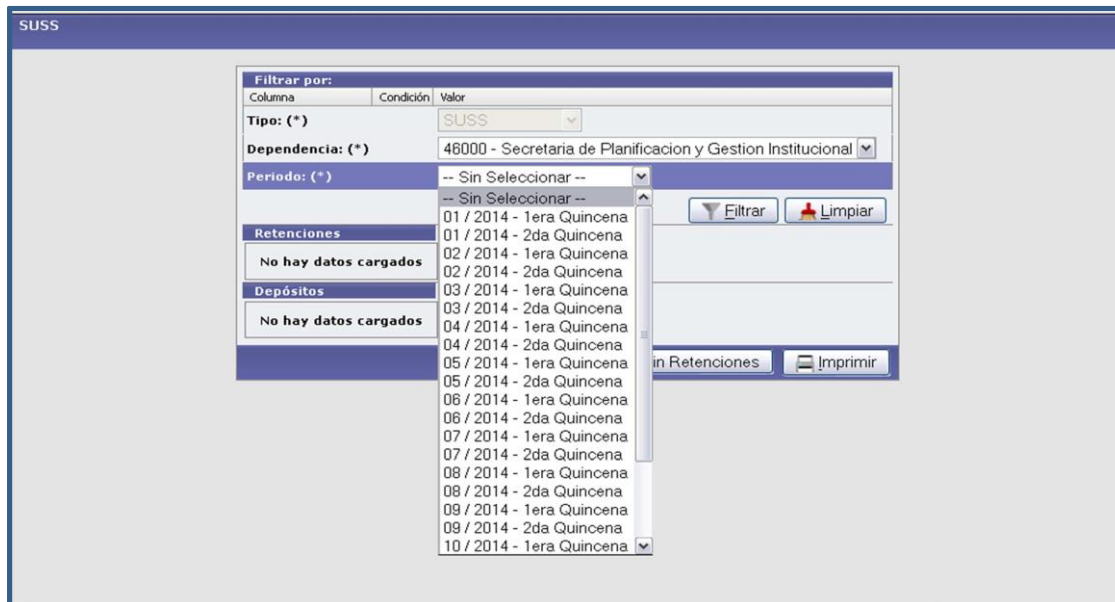 SUSS
Filtrar por:
Columna Condición Valor
Tipo: (*) SUSS
Dependencia: (*) 46000 - Secretaria de Planificacion y Gestion Institucional
Periodo: (*) -- Sin Seleccionar --
-- Sin Seleccionar --
Filtrar Limpiar
01 / 2014 - 1era Quincena
01 / 2014 - 2da Quincena
Retenciones
02 / 2014 - 1era Quincena
No hay datos cargados
02 / 2014 - 2da Quincena
03 / 2014 - 1era Quincena
Depósitos
03 / 2014 - 2da Quincena
No hay datos cargados
04 / 2014 - 1era Quincena
04 / 2014 - 2da Quincena
05 / 2014 - 1era Quincena
in Retenciones Imprimir
05 / 2014 - 2da Quincena
06 / 2014 - 1era Quincena
06 / 2014 - 2da Quincena
07 / 2014 - 1era Quincena
07 / 2014 - 2da Quincena
08 / 2014 - 1era Quincena
08 / 2014 - 2da Quincena
09 / 2014 - 1era Quincena
09 / 2014 - 2da Quincena
10 / 2014 - 1era Quincena